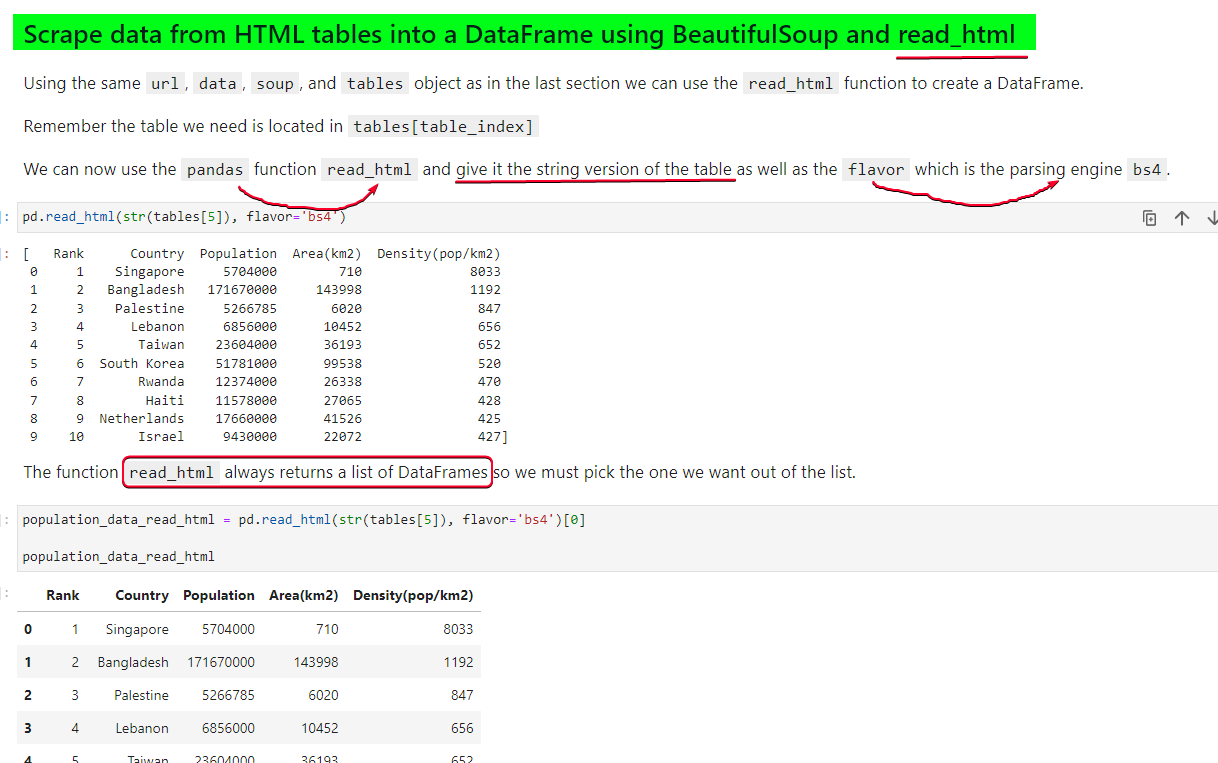 Scrape data from HTML tables into a DataFrame using BeautifulSoup and read_html
Using the same url, data, soup, and tables object as in the last section we can use the read_html function to create a DataFrame.
Remember the table we need is located in tables[table_index]
We can now use the pandas function read_html and give it the string version of the table as well as the flavor which is the parsing engine bs4.
]: pd.read_html(str(tables[5]), flavor='bs4')
]: [ Rank Country Population Area(km2) Density(pop/km2)
0 1 Singapore 5704000 710 8033
1 2 Bangladesh 171670000 143998 1192
2 3 Palestine 5266785 6020 847
3 4 Lebanon 6856000 10452 656
4 5 Taiwan 23604000 36193 652
5 6 South Korea 51781000 99538 520
6 7 Rwanda 12374000 26338 470
7 8 Haiti 11578000 27065 428
8 9 Netherlands 17660000 41526 425
9 10 Israel 9430000 22072 427]
The function read_html always returns a list of DataFrames so we must pick the one we want out of the list.
]: population_data_read_html = pd.read_html(str(tables[5]), flavor='bs4')[0]
population_data_read_html
]: Rank Country Population Area(km2) Density(pop/km2)
0 1 Singapore 5704000 710 8033
1 2 Bangladesh 171670000 143998 1192
2 3 Palestine 5266785 6020 847
3 4 Lebanon 6856000 10452 656
4 5 Taiwan 23604000 36193 652